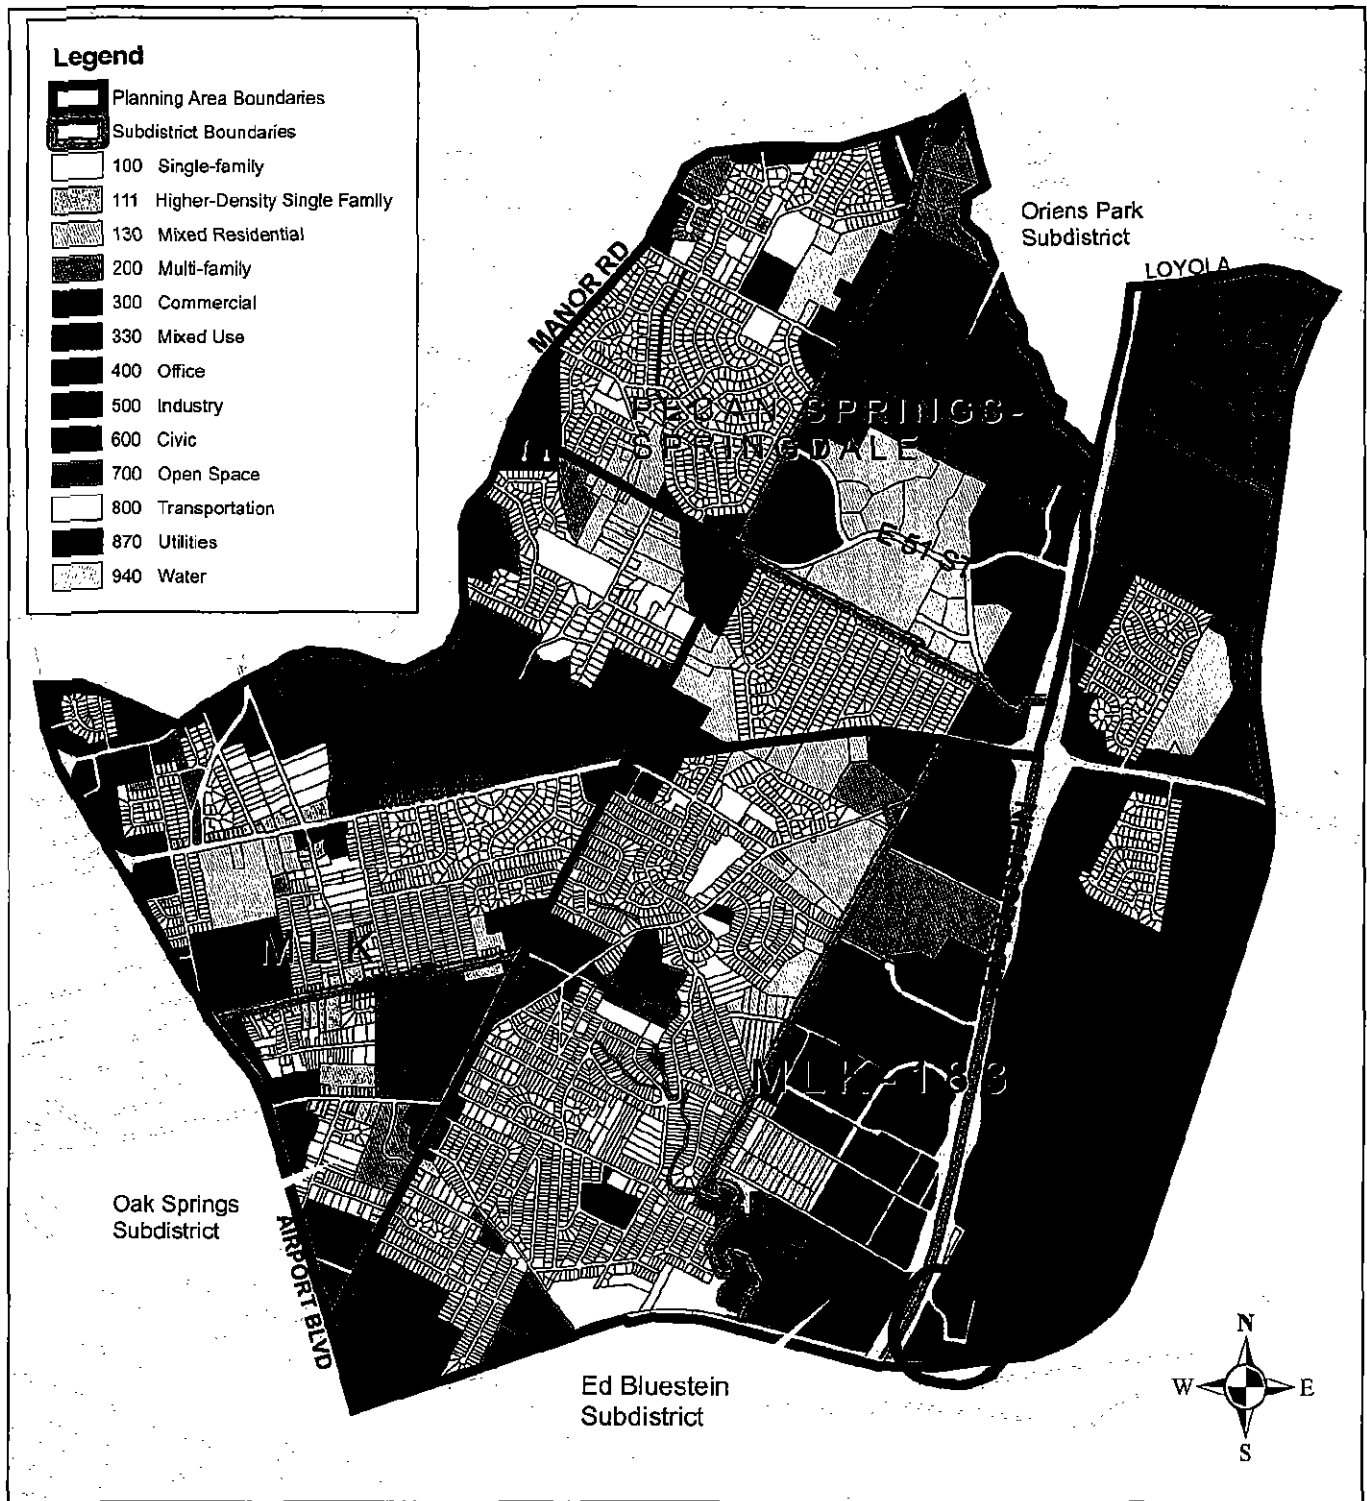 Legend
Planning Area Boundaries
Subdistrict Boundaries
100 Single-family
111 Higher-Density Single Family
130 Mixed Residential
200 Multi-family
300 Commercial
330 Mixed Use
400 Office
500 Industry
600 Civic
700 Open Space
800 Transportation
870 Utilities
940 Water
Oriens Park
Subdistrict
LOYOLA
MANOR RD
PECAN SPRINGS-
SPRINGDALE
E 51 ST
MLK
MLK-183
Oak Springs
Subdistrict
AIRPORT BLVD
Ed Bluestein
Subdistrict
N
W
E
S